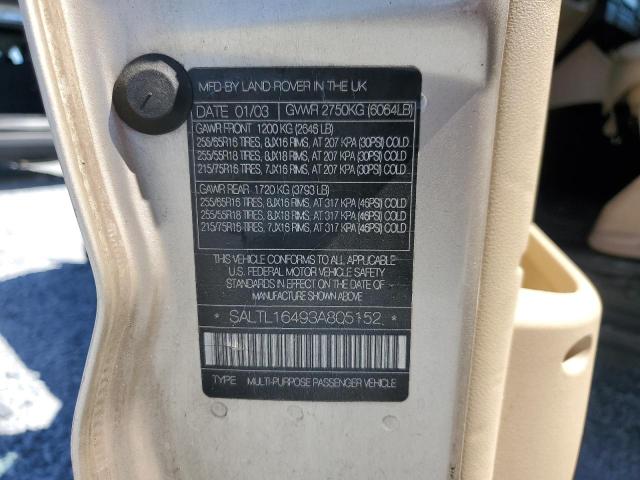 MFD BY LAND ROVER IN THE UK
DATE 01/03 GVWR 2750KG (6064LB)
GAWR FRONT 1200 KG (2646 LB)
255/65R16 TIRES, 8JX16 RIMS, AT 207 KPA (30PSI) COLD
255/55R18 TIRES, 8JX18 RIMS, AT 207 KPA (30PSI) COLD
215/75R16 TIRES, 7JX16 RIMS, AT 207 KPA (30PSI) COLD
GAWR REAR 1720 KG (3793 LB)
255/65R16 TIRES, 8JX16 RIMS, AT 317 KPA (46PSI) COLD
255/55R18 TIRES, 8JX18 RIMS, AT 317 KPA (46PSI) COLD
215/75R16 TIRES, 7JX16 RIMS, AT 317 KPA (46PSI) COLD
THIS VEHICLE CONFORMS TO ALL APPLICABLE
U.S. FEDERAL MOTOR VEHICLE SAFETY
STANDARDS IN EFFECT ON THE DATE OF
MANUFACTURE SHOWN ABOVE
* SALTL16493A805152 *
TYPE MULTI-PURPOSE PASSENGER VEHICLE